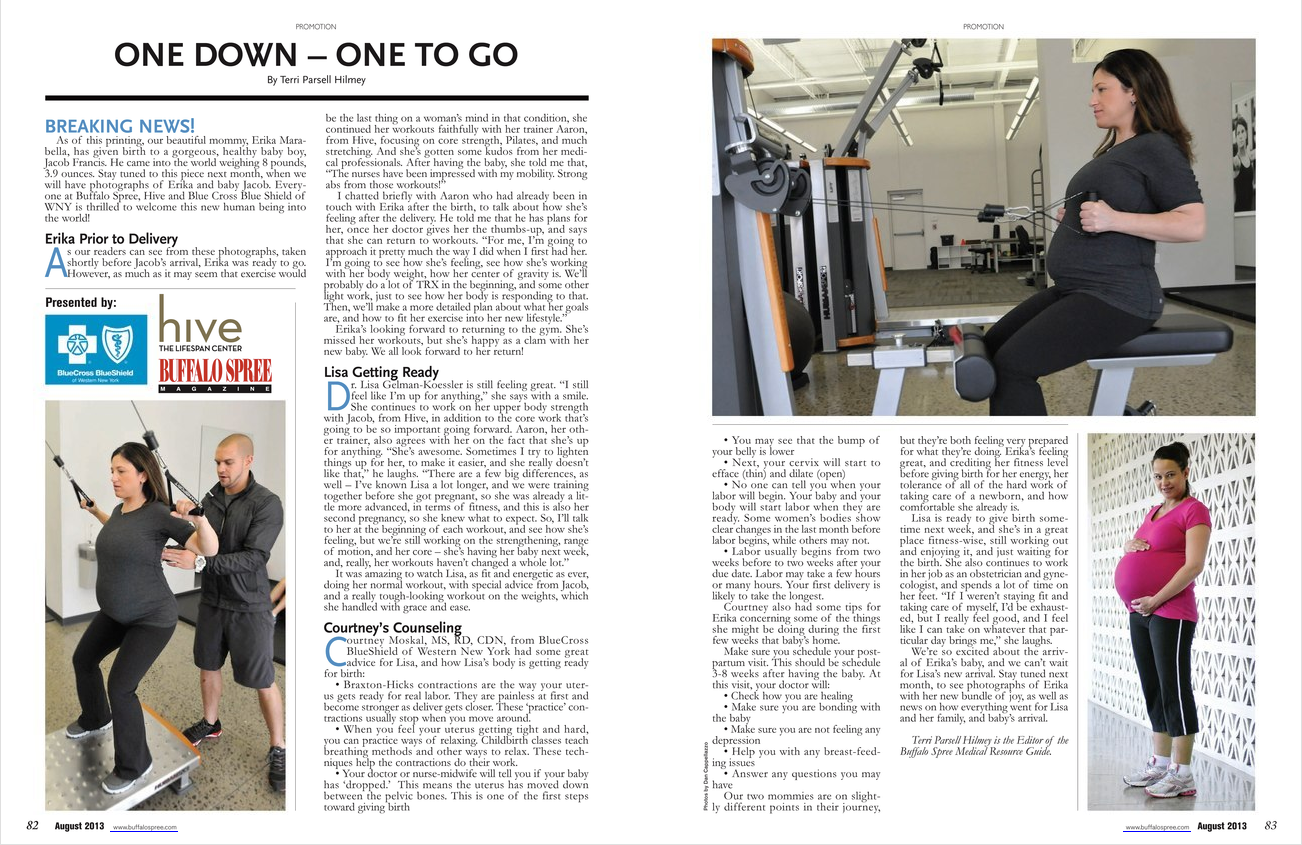 PROMOTION
ONE DOWN – ONE TO GO
By Terri Parsell Hilmey
BREAKING NEWS!
As of this printing, our beautiful mommy, Erika Mara-
bella, has given birth to a gorgeous, healthy baby boy,
Jacob Francis. He came into the world weighing 8 pounds,
3.9 ounces. Stay tuned to this piece next month, when we
will have photographs of Erika and baby Jacob. Every-
one at Buffalo Spree, Hive and Blue Cross Blue Shield of
WNY is thrilled to welcome this new human being into
the world!
Erika Prior to Delivery
As our readers can see from these photographs, taken
shortly before Jacob's arrival, Erika was ready to go.
However, as much as it may seem that exercise would
Presented by:
BlueCross BlueShield
of Western New York
hive
THE LIFESPAN CENTER
BUFFALO SPREE
MAGAZINE
be the last thing on a woman's mind in that condition, she
continued her workouts faithfully with her trainer Aaron,
from Hive, focusing on core strength, Pilates, and much
stretching. And she's gotten some kudos from her medi-
cal professionals. After having the baby, she told me that,
"The nurses have been impressed with my mobility. Strong
abs from those workouts!"
I chatted briefly with Aaron who had already been in
touch with Erika after the birth, to talk about how she's
feeling after the delivery. He told me that he has plans for
her, once her doctor gives her the thumbs-up, and says
that she can return to workouts. "For me, I'm going to
approach it pretty much the way I did when I first had her.
I'm going to see how she's feeling, see how she's working
with her body weight, how her center of gravity is. We'll
probably do a lot of TRX in the beginning, and some other
light work, just to see how her body is responding to that.
Then, we'll make a more detailed plan about what her goals
are, and how to fit her exercise into her new lifestyle."
Erika's looking forward to returning to the gym. She's
missed her workouts, but she's happy as a clam with her
new baby. We all look forward to her return!
Lisa Getting Ready
Dr. Lisa Gelman-Koessler is still feeling great. "I still
feel like I'm up for anything," she says with a smile.
She continues to work on her upper body strength
with Jacob, from Hive, in addition to the core work that's
going to be so important going forward. Aaron, her oth-
er trainer, also agrees with her on the fact that she's up
for anything. "She's awesome. Sometimes I try to lighten
things up for her, to make it easier, and she really doesn't
like that," he laughs. "There are a few big differences, as
well – I've known Lisa a lot longer, and we were training
together before she got pregnant, so she was already a lit-
tle more advanced, in terms of fitness, and this is also her
second pregnancy, so she knew what to expect. So, I'll talk
to her at the beginning of each workout, and see how she's
feeling, but we're still working on the strengthening, range
of motion, and her core – she's having her baby next week,
and, really, her workouts haven't changed a whole lot."
It was amazing to watch Lisa, as fit and energetic as ever,
doing her normal workout, with special advice from Jacob,
and a really tough-looking workout on the weights, which
she handled with grace and ease.
Courtney's Counseling
Courtney Moskal, MS, RD, CDN, from BlueCross
BlueShield of Western New York had some great
advice for Lisa, and how Lisa's body is getting ready
for birth:
• Braxton-Hicks contractions are the way your uter-
us gets ready for real labor. They are painless at first and
become stronger as deliver gets closer. These 'practice' con-
tractions usually stop when you move around.
• When you feel your uterus getting tight and hard,
you can practice ways of relaxing. Childbirth classes teach
breathing methods and other ways to relax. These tech-
niques help the contractions do their work.
• Your doctor or nurse-midwife will tell you if your baby
has 'dropped.' This means the uterus has moved down
between the pelvic bones. This is one of the first steps
toward giving birth
82 August 2013 www.buffalospree.com
PROMOTION
• You may see that the bump of
your belly is lower
• Next, your cervix will start to
efface (thin) and dilate (open)
• No one can tell you when your
labor will begin. Your baby and your
body will start labor when they are
ready. Some women's bodies show
clear changes in the last month before
labor begins, while others may not.
• Labor usually begins from two
weeks before to two weeks after your
due date. Labor may take a few hours
or many hours. Your first delivery is
likely to take the longest.
Courtney also had some tips for
Erika concerning some of the things
she might be doing during the first
few weeks that baby's home.
Make sure you schedule your post-
partum visit. This should be schedule
3-8 weeks after having the baby. At
this visit, your doctor will:
• Check how you are healing
• Make sure you are bonding with
the baby
• Make sure you are not feeling any
depression
• Help you with any breast-feed-
ing issues
• Answer any questions you may
have
Our two mommies are on slight-
ly different points in their journey,
Photos by Dan Cappellazzo
but they're both feeling very prepared
for what they're doing. Erika's feeling
great, and crediting her fitness level
before giving birth for her energy, her
tolerance of all of the hard work of
taking care of a newborn, and how
comfortable she already is.
Lisa is ready to give birth some-
time next week, and she's in a great
place fitness-wise, still working out
and enjoying it, and just waiting for
the birth. She also continues to work
in her job as an obstetrician and gyne-
cologist, and spends a lot of time on
her feet. "If I weren't staying fit and
taking care of myself, I'd be exhaust-
ed, but I really feel good, and I feel
like I can take on whatever that par-
ticular day brings me," she laughs.
We're so excited about the arriv-
al of Erika's baby, and we can't wait
for Lisa's new arrival. Stay tuned next
month, to see photographs of Erika
with her new bundle of joy, as well as
news on how everything went for Lisa
and her family, and baby's arrival.
Terri Parsell Hilmey is the Editor of the
Buffalo Spree Medical Resource Guide.
www.buffalospree.com August 2013 83